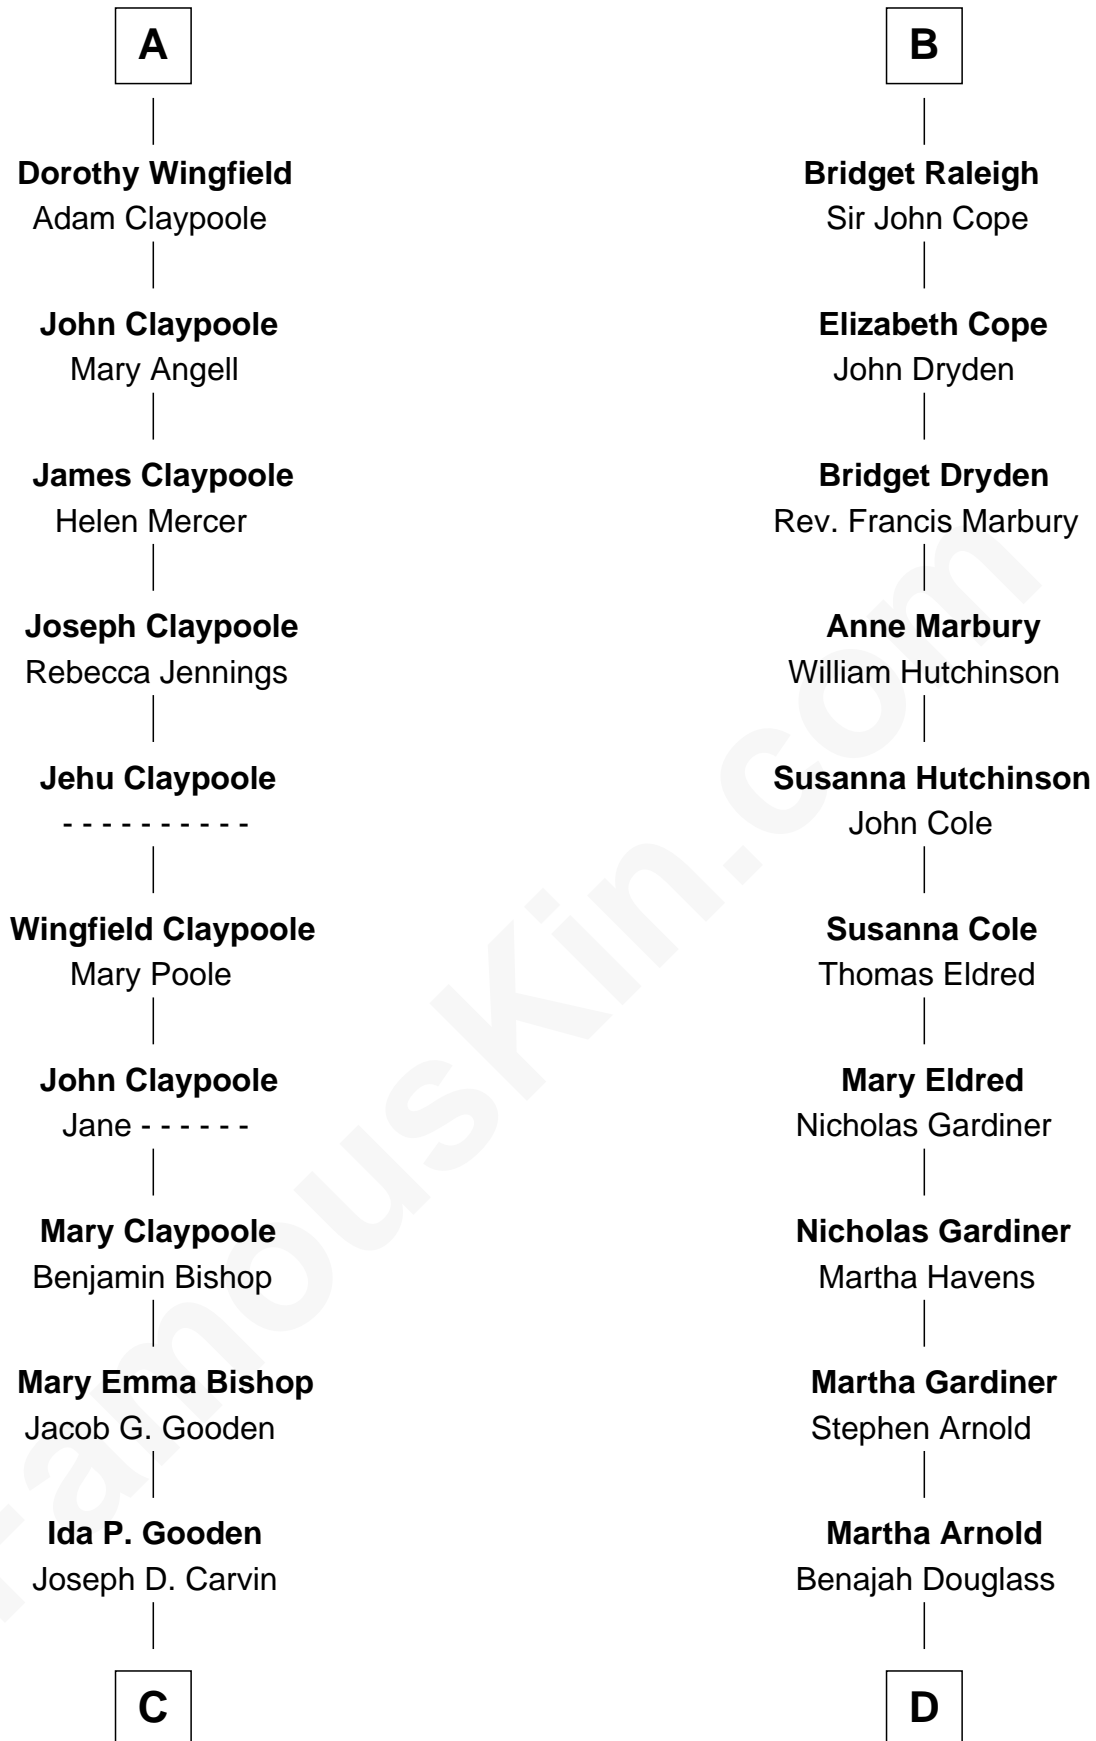 A
Dorothy Wingfield
Adam Claypoole
John Claypoole
Mary Angell
James Claypoole
Helen Mercer
Joseph Claypoole
Rebecca Jennings
Jehu Claypoole
- - - - - - - - - -
Wingfield Claypoole
Mary Poole
John Claypoole
Jane - - - - - -
Mary Claypoole
Benjamin Bishop
Mary Emma Bishop
Jacob G. Gooden
Ida P. Gooden
Joseph D. Carvin
C
B
Bridget Raleigh
Sir John Cope
Elizabeth Cope
John Dryden
Bridget Dryden
Rev. Francis Marbury
Anne Marbury
William Hutchinson
Susanna Hutchinson
John Cole
Susanna Cole
Thomas Eldred
Mary Eldred
Nicholas Gardiner
Nicholas Gardiner
Martha Havens
Martha Gardiner
Stephen Arnold
Martha Arnold
Benajah Douglass
D
FamousKin.com